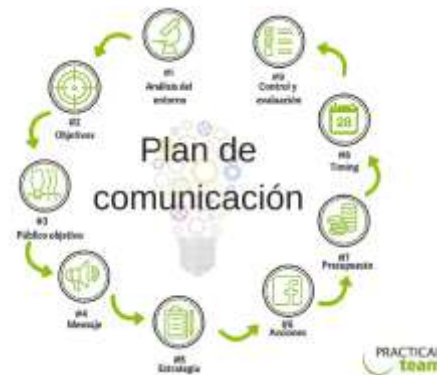 Plan de
comunicación
#1
Análisis del
entorno
#2
Objetivos
#3
Público objetivo
#4
Mensaje
#5
Estrategia
#6
Acciones
#7
Presupuesto
28
#8
Timing
#9
Control y
evaluación
PRACTICAL
team